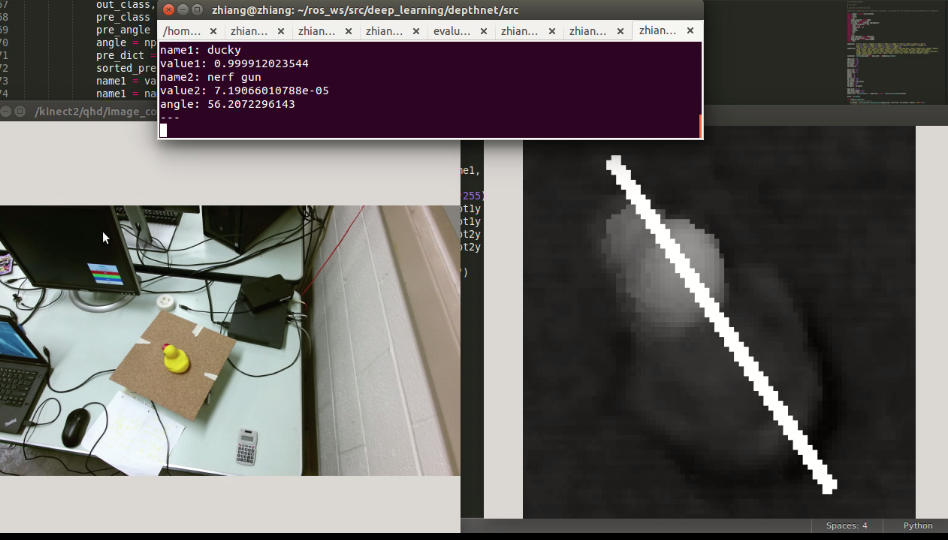 67
out_class,
zhiang@zhiang: ~/ros_ws/src/deep_learning/depthnet/src
68
pre_class
/hom...
zhian...
zhian...
zhian...
evalu...
zhian...
zhian...
zhian...
69
pre_angle
70
angle = np
name1: ducky
71
pre_dict =
value1: 0.999912023544
72
sorted_pre
name2: nerf gun
73
name1 = va
value2: 7.19066010788e-05
74
name1 = na
angle: 56.2072296143
---
/kinect2/qhd/image_co
me1,
255)
pt1y
pt1y
pt2y
pt2y
')
Spaces: 4
Python